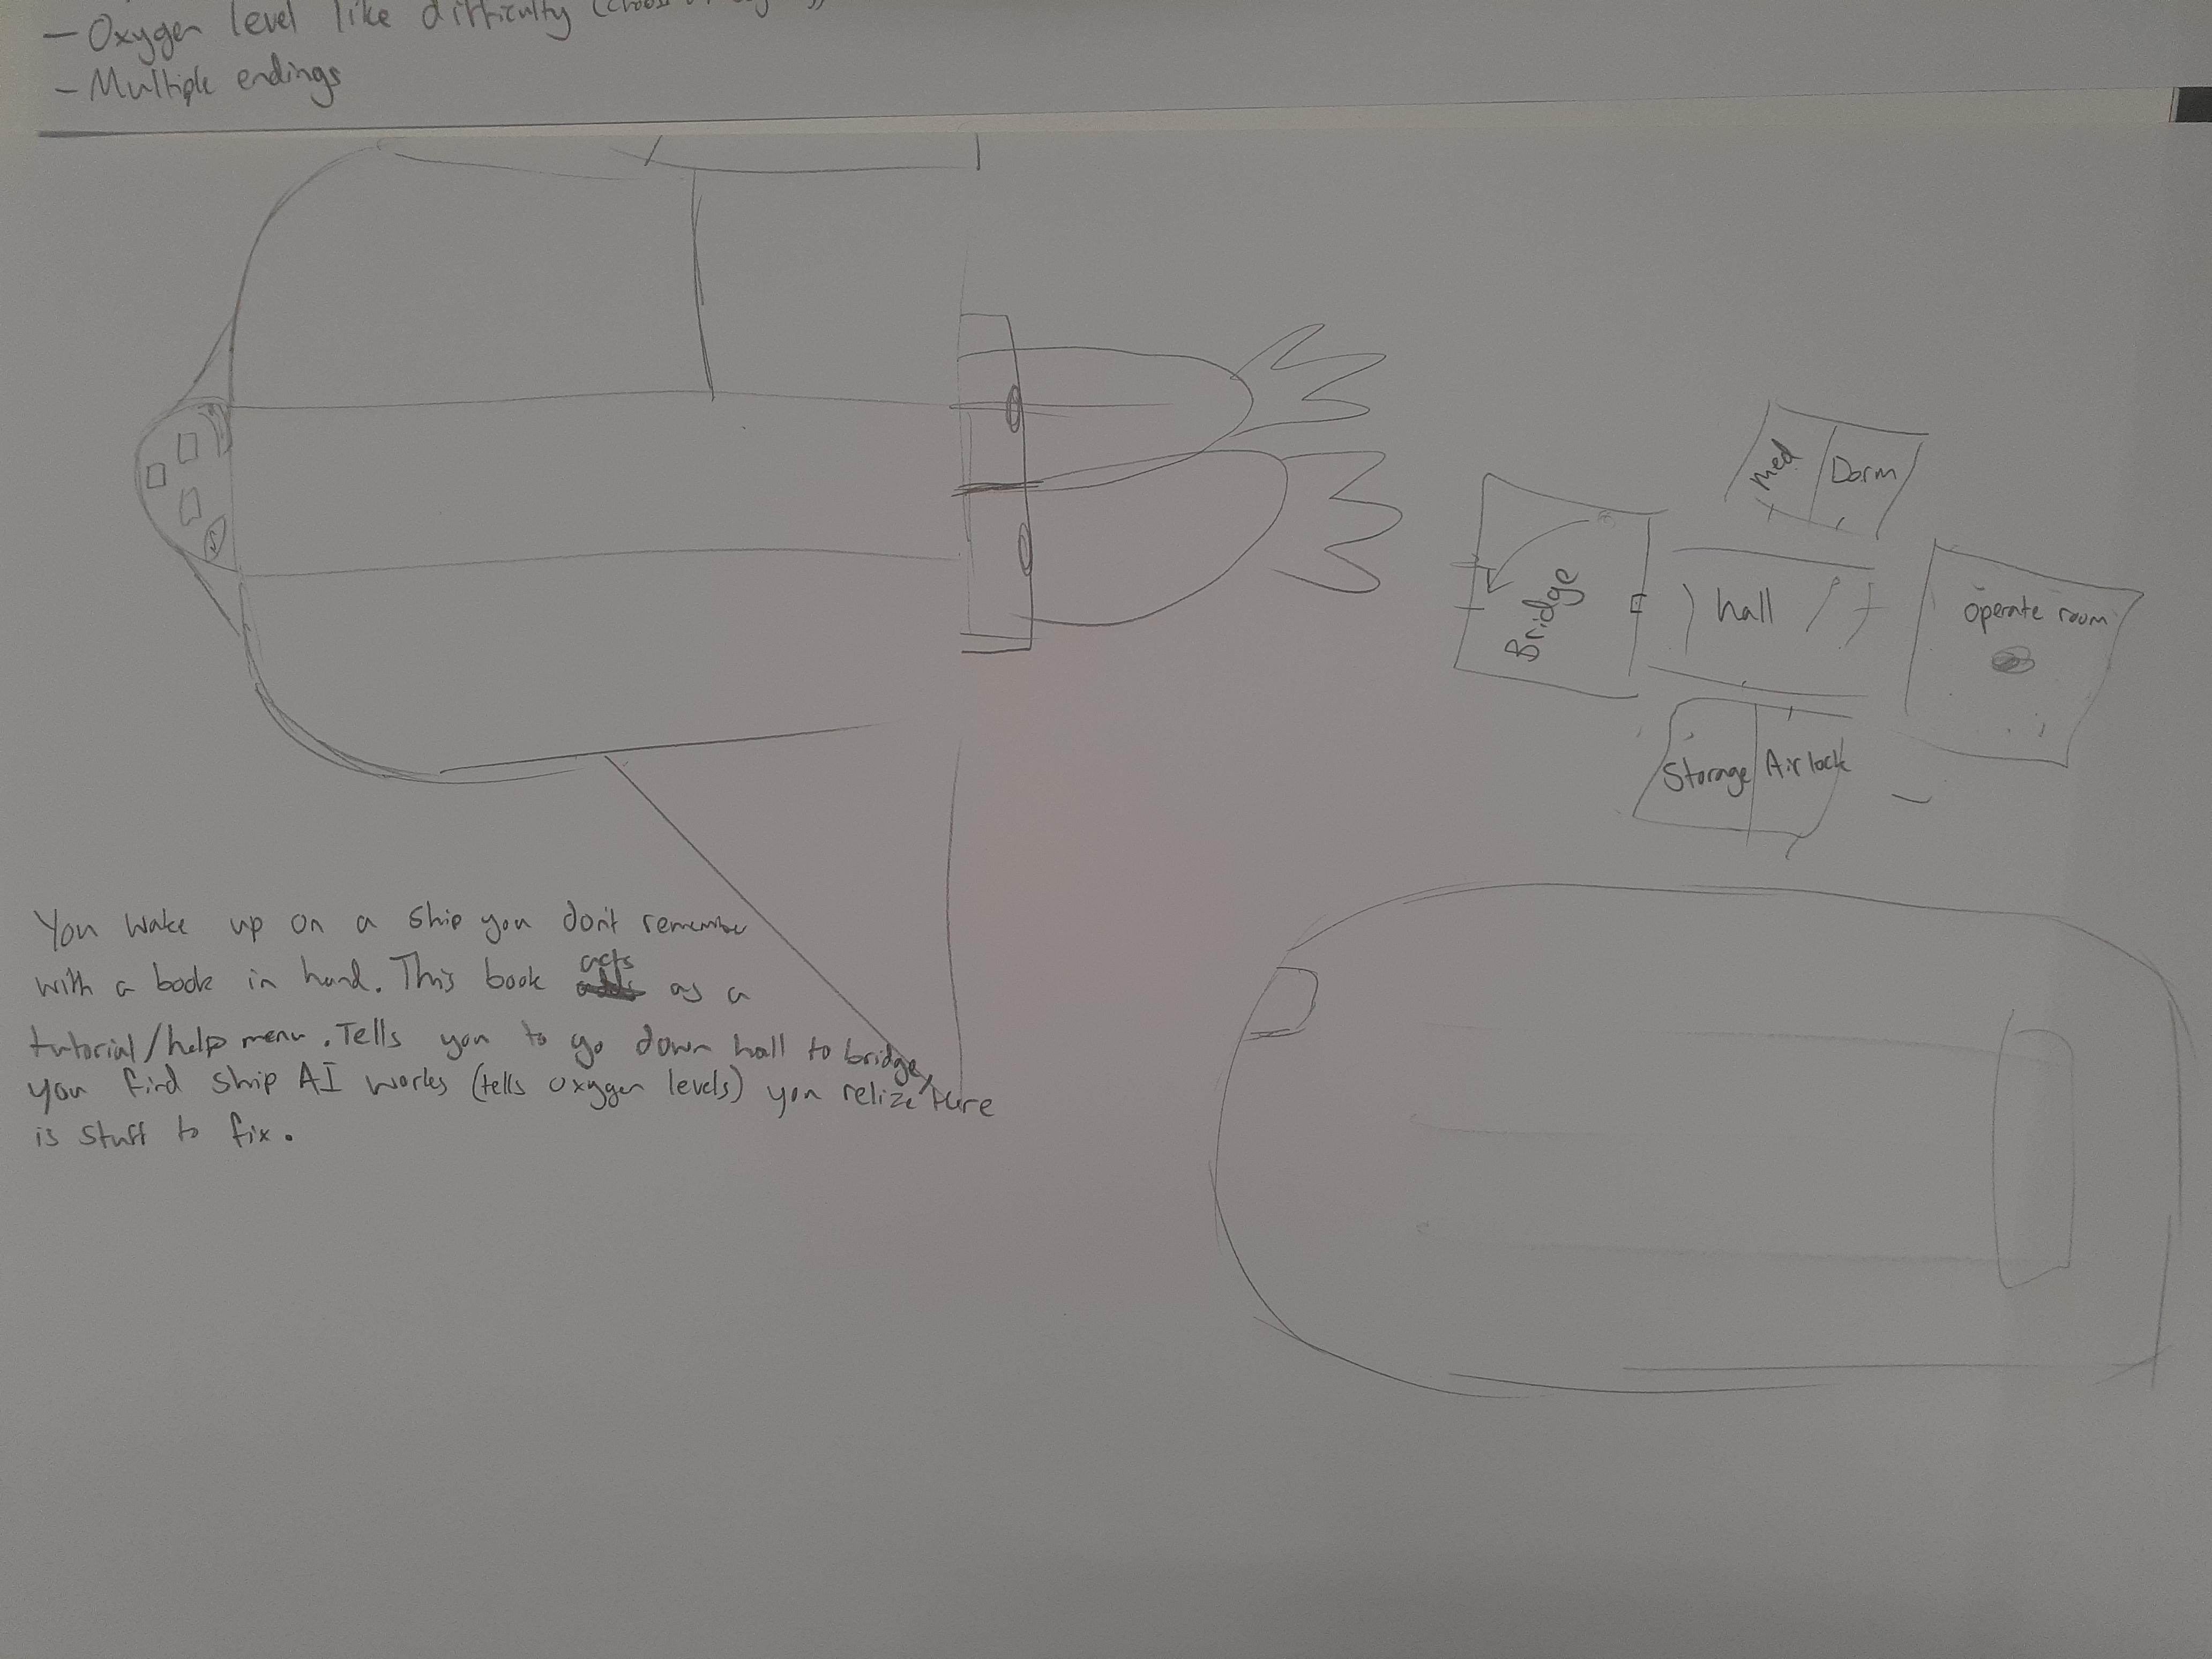 - Oxygen level like difficulty
- Multiple endings
Med
Dorm
Bridge
hall
operate room
Storage
Air lock
You wake up on a ship you don't remember
with a book in hand. This book acts as a
tutorial/help menu. Tells you to go down hall to bridge,
you find ship AI works (tells oxygen levels) you relize there
is stuff to fix.